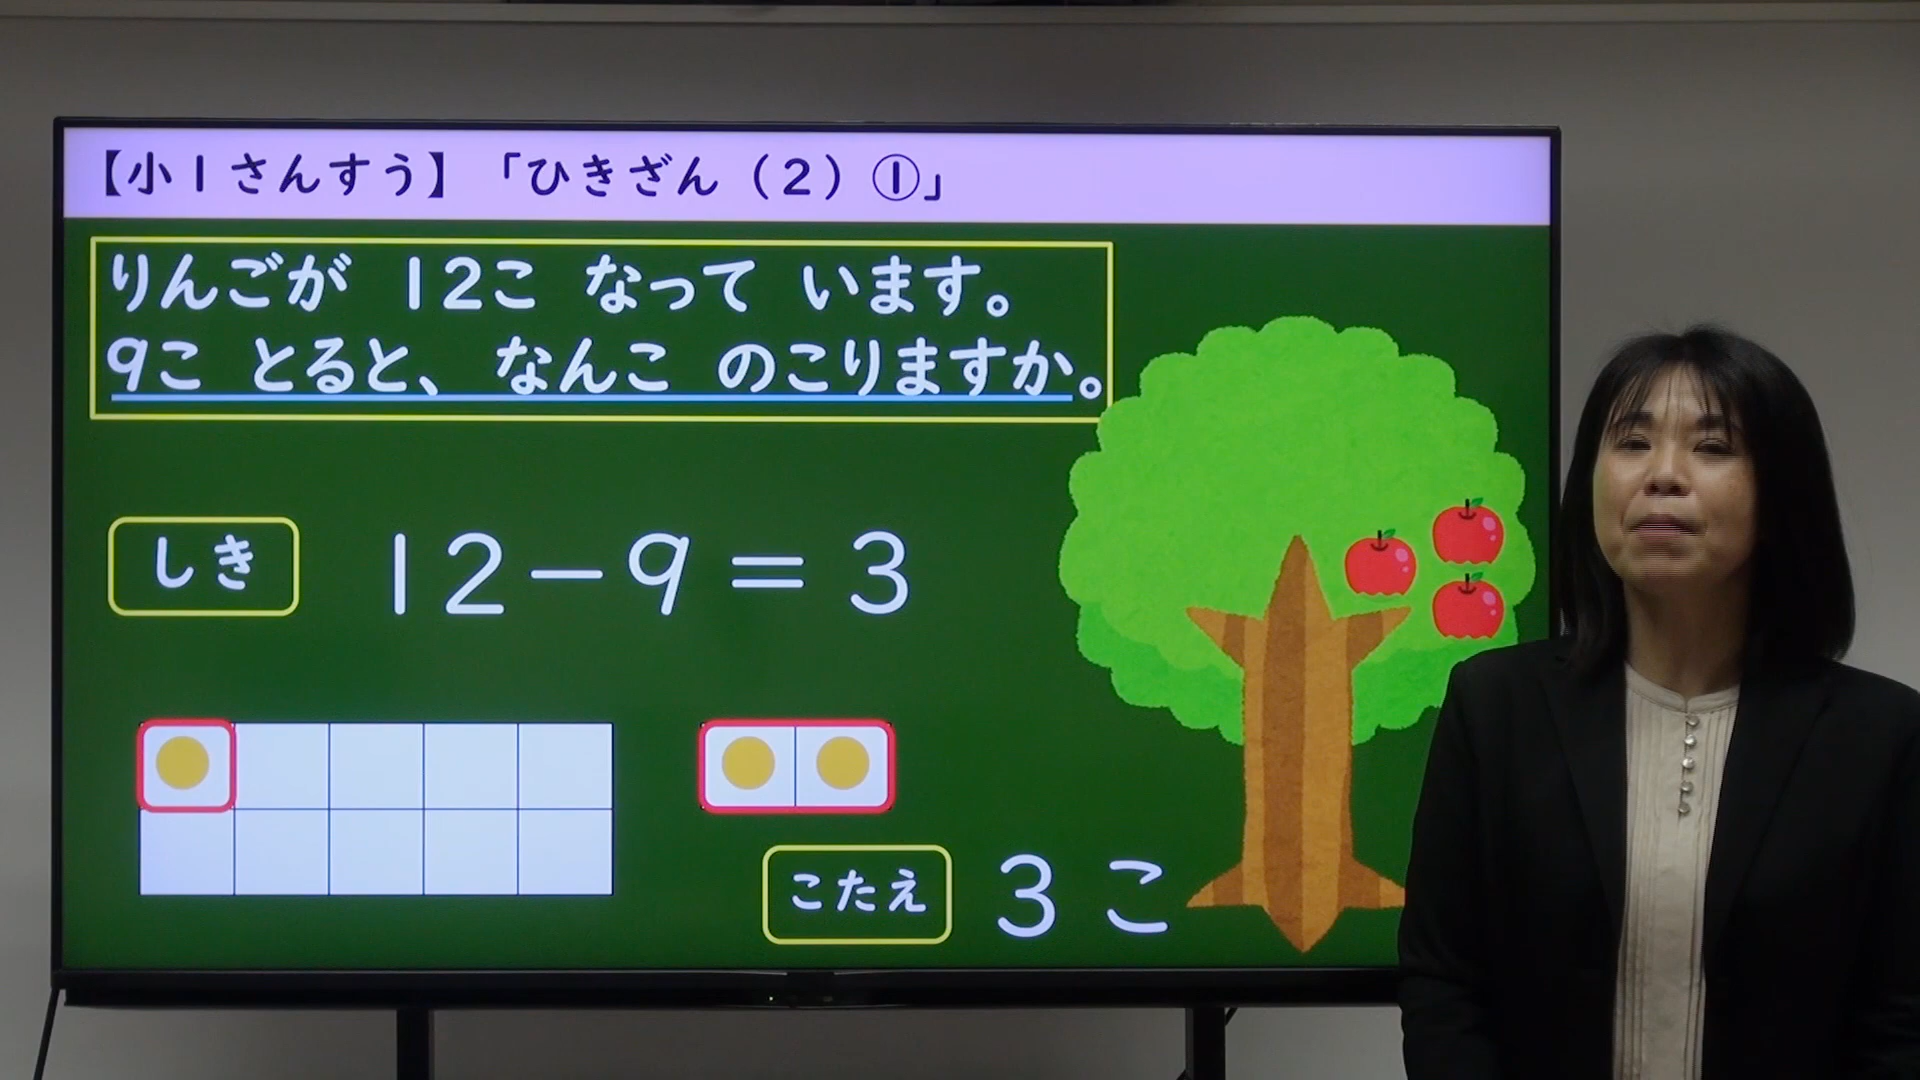 【小1さんすう】「ひきざん（2）①」
りんごが 12こ なって います。
9こ とると、なんこ のこりますか。
しき 12－9＝3
こたえ 3こ